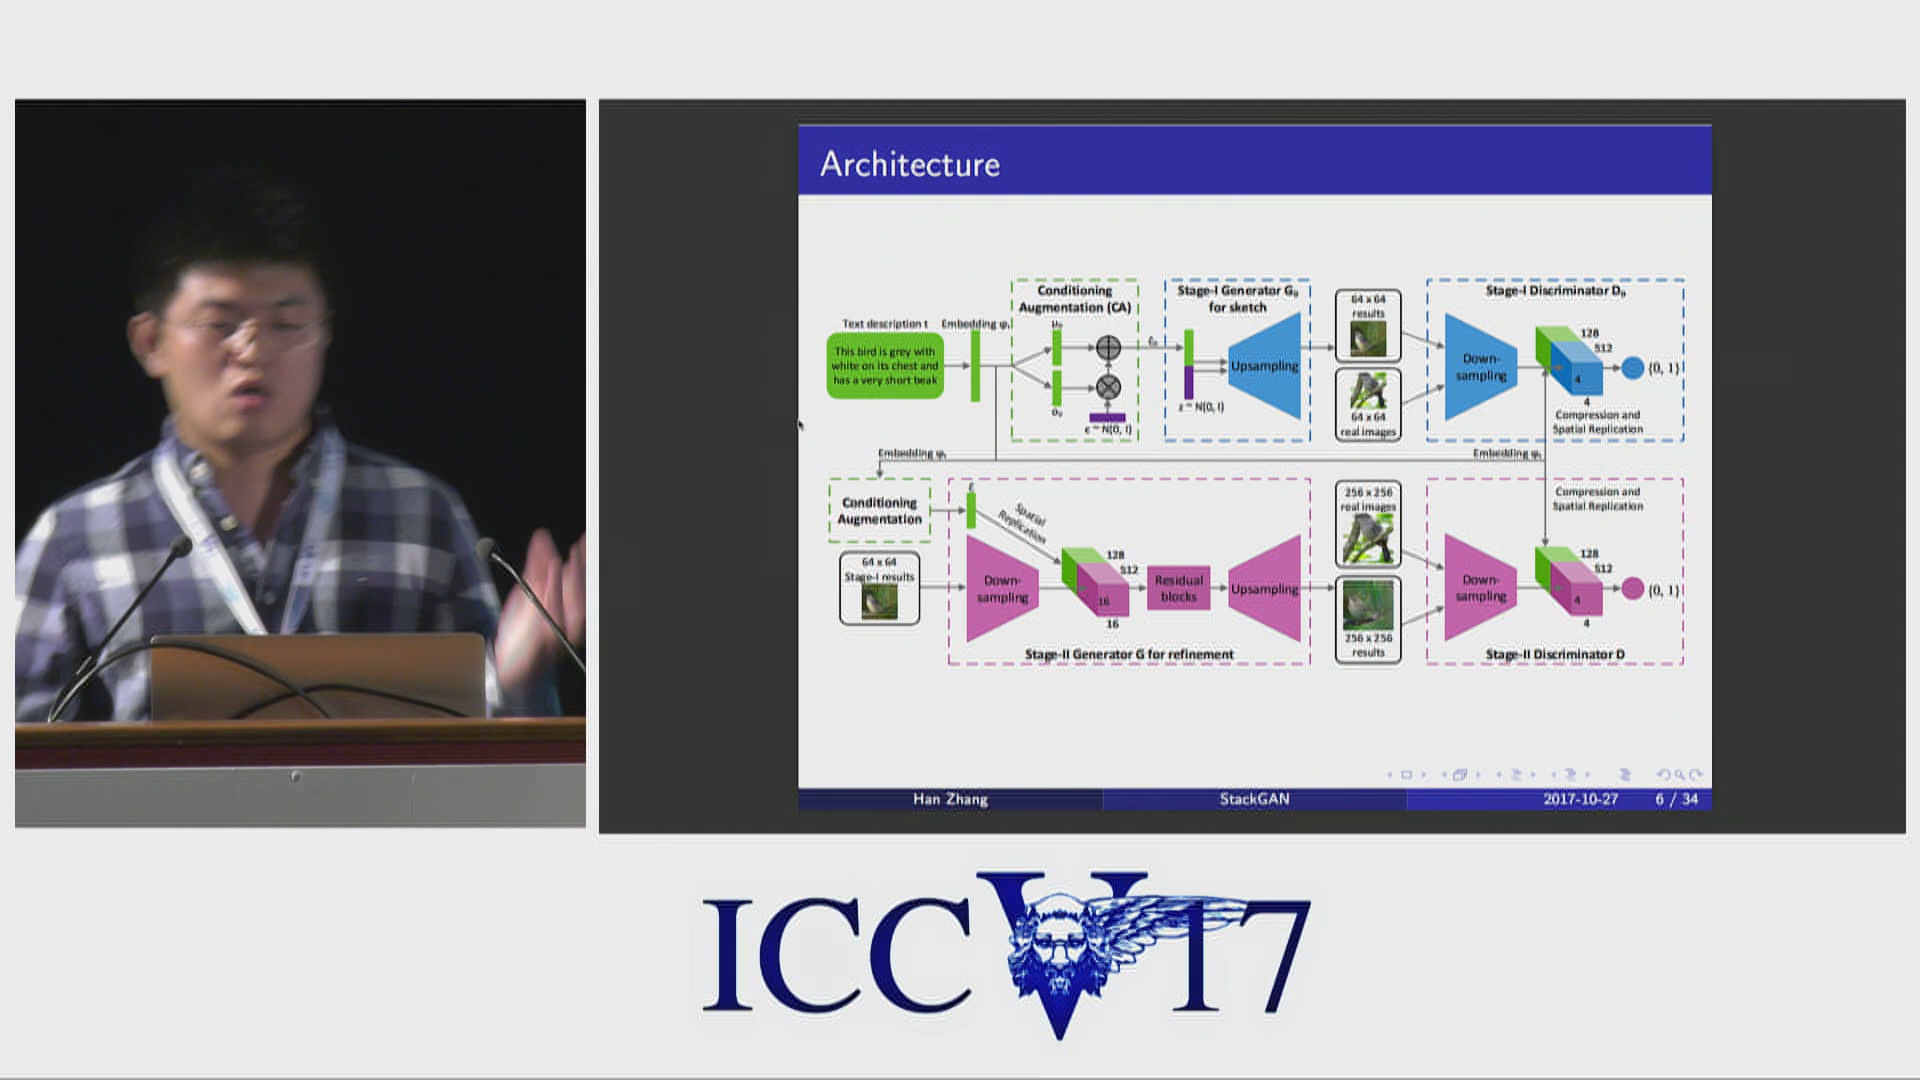 Architecture
Conditioning
Augmentation (CA)
Stage-I Generator G₀
for sketch
64 x 64
results
Stage-I Discriminator D₀
Text description t
Embedding φₜ
μ₀
This bird is grey with
white on its chest and
has a very short beak
Upsampling
Down-
sampling
128
512
4
4
{0, 1}
σ₀
ε ~ N(0, I)
z ~ N(0, I)
64 x 64
real images
Compression and
Spatial Replication
Embedding φₜ
Embedding φₜ
Conditioning
Augmentation
Spatial
Replication
256 x 256
real images
Compression and
Spatial Replication
64 x 64
Stage-I results
Down-
sampling
128
512
16
16
Residual
blocks
Upsampling
Down-
sampling
128
512
4
4
{0, 1}
256 x 256
results
Stage-II Generator G for refinement
Stage-II Discriminator D
Han Zhang
StackGAN
2017-10-27
6 / 34
ICCV17